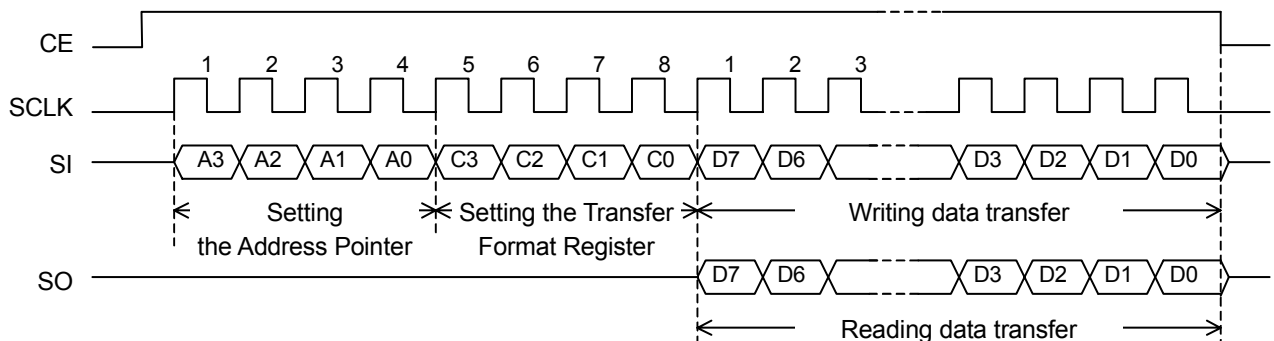 CE
1 2 3 4 5 6 7 8 1 2 3
SCLK
SI A3 A2 A1 A0 C3 C2 C1 C0 D7 D6 D3 D2 D1 D0
Setting Setting the Transfer Writing data transfer
the Address Pointer Format Register
SO D7 D6 D3 D2 D1 D0
Reading data transfer